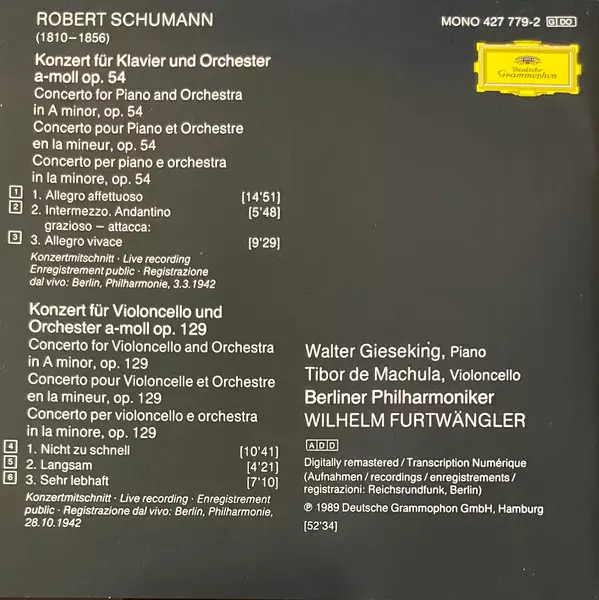 ROBERT SCHUMANN
(1810–1856)
MONO 427 779-2 G DO
Deutsche
Grammophon
Konzert für Klavier und Orchester
a-moll op. 54
Concerto for Piano and Orchestra
in A minor, op. 54
Concerto pour Piano et Orchestre
en la mineur, op. 54
Concerto per piano e orchestra
in la minore, op. 54
1 1. Allegro affettuoso [14'51]
2 2. Intermezzo. Andantino [5'48]
grazioso – attacca:
3 3. Allegro vivace [9'29]
Konzertmitschnitt · Live recording
Enregistrement public · Registrazione
dal vivo: Berlin, Philharmonie, 3.3.1942
Konzert für Violoncello und
Orchester a-moll op. 129
Concerto for Violoncello and Orchestra
in A minor, op. 129
Concerto pour Violoncelle et Orchestre
en la mineur, op. 129
Concerto per violoncello e orchestra
in la minore, op. 129
4 1. Nicht zu schnell [10'41]
5 2. Langsam [4'21]
6 3. Sehr lebhaft [7'10]
Konzertmitschnitt · Live recording · Enregistrement
public · Registrazione dal vivo: Berlin, Philharmonie,
28.10.1942
Walter Gieseking, Piano
Tibor de Machula, Violoncello
Berliner Philharmoniker
WILHELM FURTWÄNGLER
ADD
Digitally remastered / Transcription Numérique
(Aufnahmen / recordings / enregistrements /
registrazioni: Reichsrundfunk, Berlin)
℗ 1989 Deutsche Grammophon GmbH, Hamburg
[52'34]